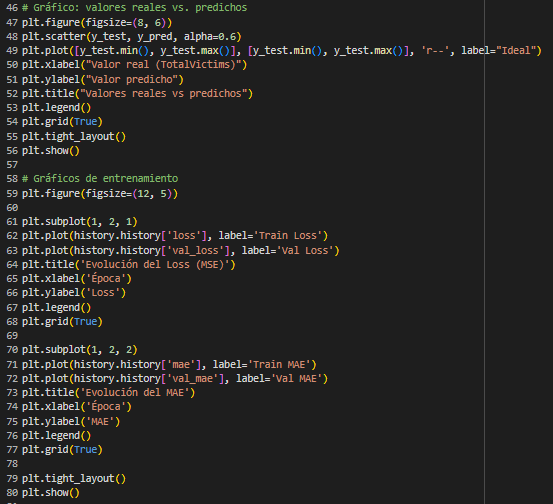 46 # Gráfico: valores reales vs. predichos
47 plt.figure(figsize=(8, 6))
48 plt.scatter(y_test, y_pred, alpha=0.6)
49 plt.plot([y_test.min(), y_test.max()], [y_test.min(), y_test.max()], 'r--', label="Ideal")
50 plt.xlabel("Valor real (TotalVictims)")
51 plt.ylabel("Valor predicho")
52 plt.title("Valores reales vs predichos")
53 plt.legend()
54 plt.grid(True)
55 plt.tight_layout()
56 plt.show()
57
58 # Gráficos de entrenamiento
59 plt.figure(figsize=(12, 5))
60
61 plt.subplot(1, 2, 1)
62 plt.plot(history.history['loss'], label='Train Loss')
63 plt.plot(history.history['val_loss'], label='Val Loss')
64 plt.title('Evolución del Loss (MSE)')
65 plt.xlabel('Época')
66 plt.ylabel('Loss')
67 plt.legend()
68 plt.grid(True)
69
70 plt.subplot(1, 2, 2)
71 plt.plot(history.history['mae'], label='Train MAE')
72 plt.plot(history.history['val_mae'], label='Val MAE')
73 plt.title('Evolución del MAE')
74 plt.xlabel('Época')
75 plt.ylabel('MAE')
76 plt.legend()
77 plt.grid(True)
78
79 plt.tight_layout()
80 plt.show()